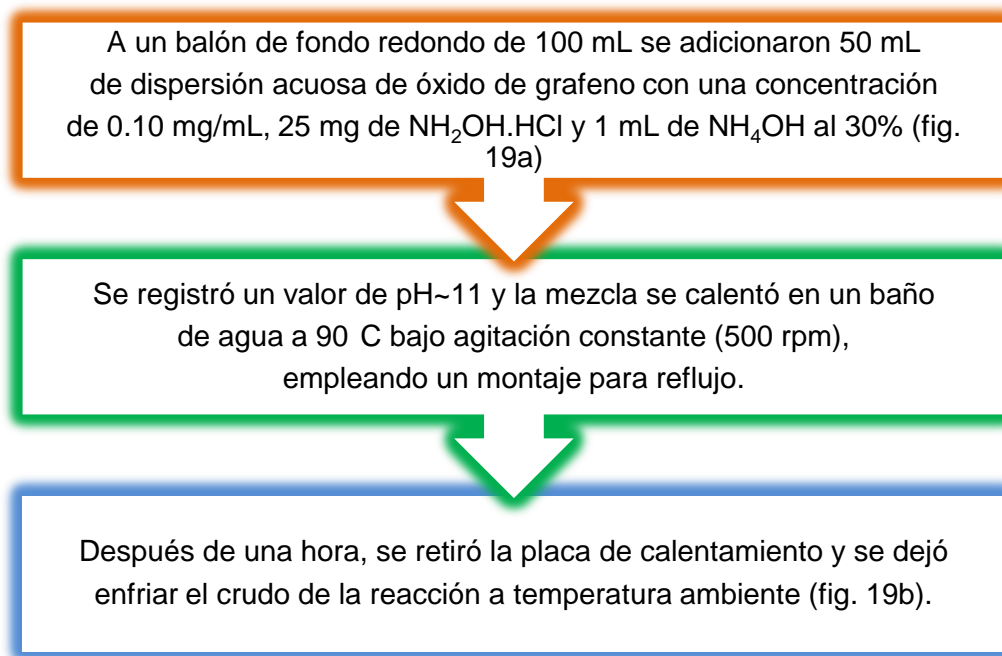 A un balón de fondo redondo de 100 mL se adicionaron 50 mL
de dispersión acuosa de óxido de grafeno con una concentración
de 0.10 mg/mL, 25 mg de NH₂OH.HCl y 1 mL de NH₄OH al 30% (fig.
19a)
Se registró un valor de pH~11 y la mezcla se calentó en un baño
de agua a 90 C bajo agitación constante (500 rpm),
empleando un montaje para reflujo.
Después de una hora, se retiró la placa de calentamiento y se dejó
enfriar el crudo de la reacción a temperatura ambiente (fig. 19b).